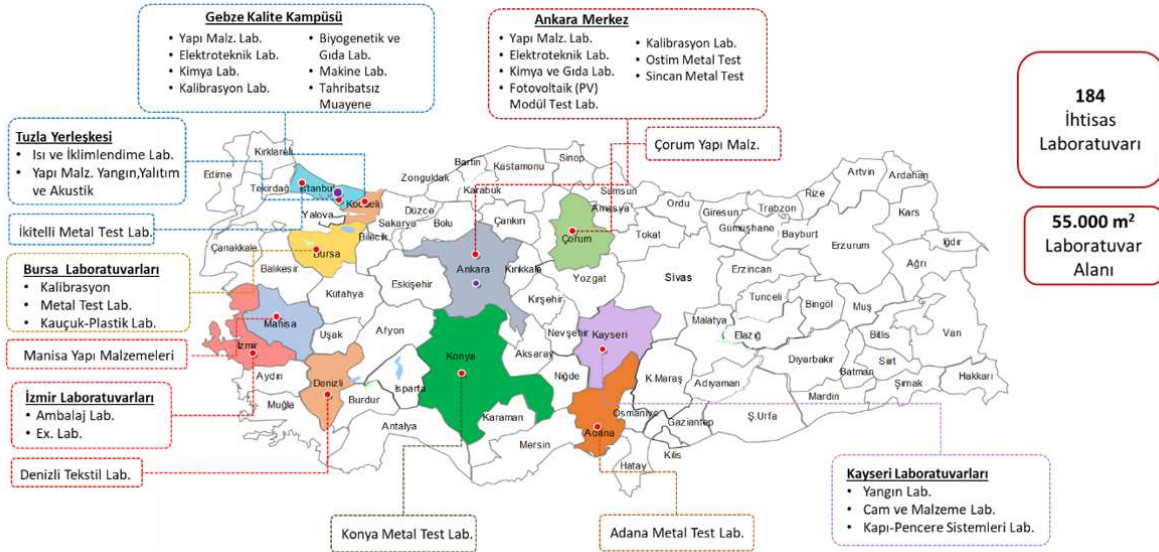 Gebze Kalite Kampüsü
• Yapı Malz. Lab.
• Elektroteknik Lab.
• Kimya Lab.
• Kalibrasyon Lab.
• Biyogenetik ve
Gıda Lab.
• Makine Lab.
• Tahribatsız
Muayene
Ankara Merkez
• Yapı Malz. Lab.
• Elektroteknik Lab.
• Kimya ve Gıda Lab.
• Fotovoltaik (PV)
Modül Test Lab.
• Kalibrasyon Lab.
• Ostim Metal Test
• Sincan Metal Test
184
İhtisas
Laboratuvarı
55.000 m²
Laboratuvar
Alanı
Tuzla Yerleşkesi
• Isı ve İklimlendime Lab.
• Yapı Malz. Yangın,Yalıtım
ve Akustik
İkitelli Metal Test Lab.
Bursa Laboratuvarları
• Kalibrasyon
• Metal Test Lab.
• Kauçuk-Plastik Lab.
Manisa Yapı Malzemeleri
İzmir Laboratuvarları
• Ambalaj Lab.
• Ex. Lab.
Denizli Tekstil Lab.
Çorum Yapı Malz.
Konya Metal Test Lab.
Adana Metal Test Lab.
Kayseri Laboratuvarları
• Yangın Lab.
• Cam ve Malzeme Lab.
• Kapı-Pencere Sistemleri Lab.
Kırklareli
Edirne
Tekirdağ
İstanbul
Kocaeli
Yalova
Sakarya
Düzce
Bolu
Zonguldak
Bartın
Karabuk
Kastamonu
Sinop
Çankırı
Samsun
Amasya
Çorum
Ordu
Giresun
Trabzon
Gümüşhane
Rize
Artvin
Ardahan
Kars
Bayburt
Erzurum
Iğdır
Ağrı
Çanakkale
Balıkesir
Bursa
Bilecik
Kutahya
Eskişehir
Ankara
Kırıkkale
Yozgat
Tokat
Sivas
Erzincan
Tunceli
Bingöl
Muş
Van
Bitlis
Manisa
İzmir
Uşak
Afyon
Kırşehir
Nevşehir
Kayseri
Malatya
Elazığ
Diyarbakır
Batman
Siirt
Şırnak
Hakkari
Aydın
Denizli
Muğla
Burdur
Isparta
Konya
Aksaray
Niğde
K.Maraş
Adıyaman
Mardin
Ş.Urfa
Gaziantep
Kilis
Osmaniye
Adana
Hatay
Mersin
Karaman
Antalya